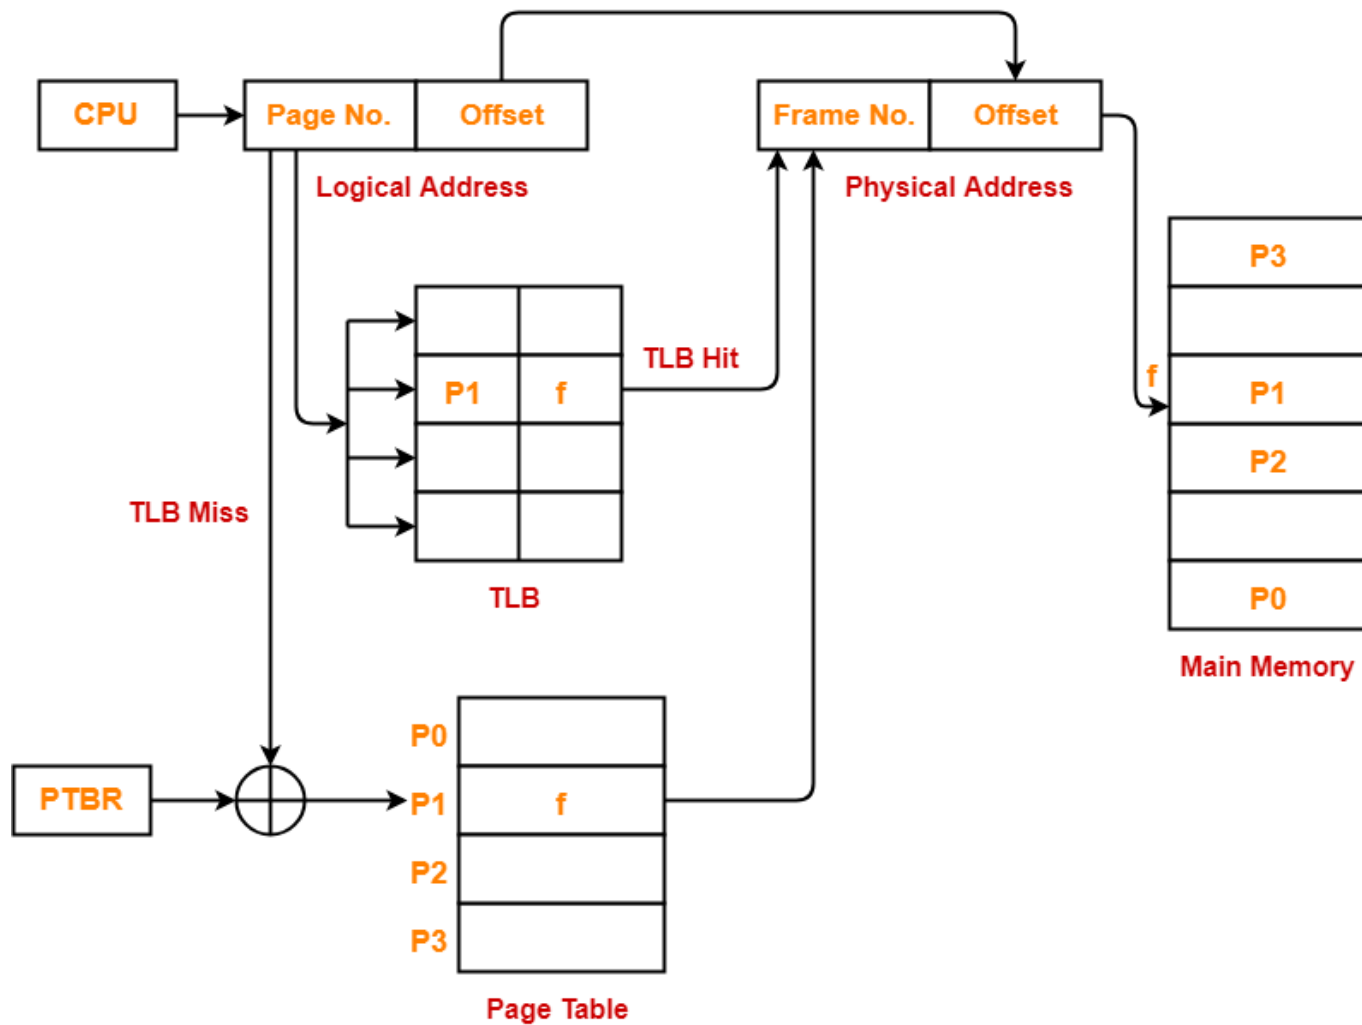 CPU
Page No.
Offset
Frame No.
Offset
Logical Address
Physical Address
P3
TLB Hit
f
P1
f
P1
P2
TLB Miss
TLB
P0
Main Memory
P0
PTBR
P1
f
P2
P3
Page Table